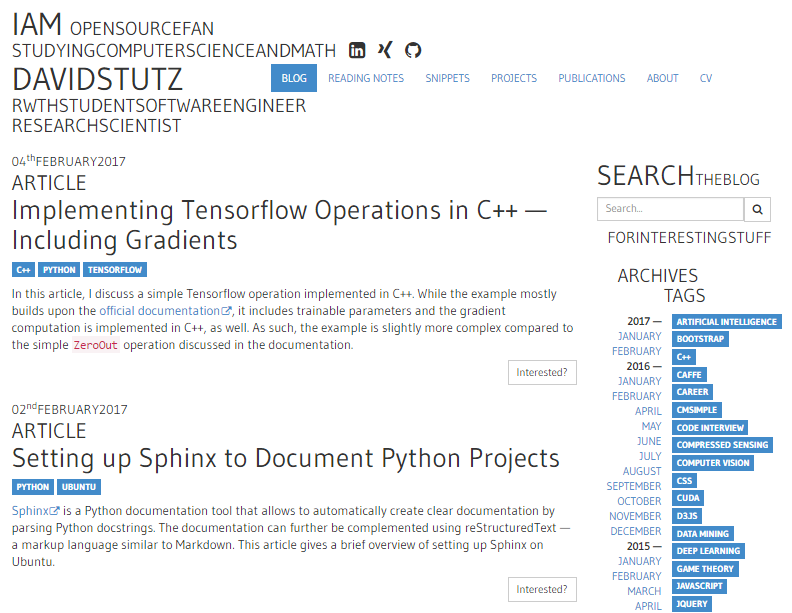 IAM OPENSOURCEFAN
STUDYINGCOMPUTERSCIENCEANDMATH
DAVIDSTUTZ
RWTHSTUDENTSOFTWAREENGINEER
RESEARCHSCIENTIST
BLOG READING NOTES SNIPPETS PROJECTS PUBLICATIONS ABOUT CV
04thFEBRUARY2017
ARTICLE
Implementing Tensorflow Operations in C++ —
Including Gradients
C++ PYTHON TENSORFLOW
In this article, I discuss a simple Tensorflow operation implemented in C++. While the example mostly
builds upon the official documentation, it includes trainable parameters and the gradient
computation is implemented in C++, as well. As such, the example is slightly more complex compared to
the simple ZeroOut operation discussed in the documentation.
Interested?
02ndFEBRUARY2017
ARTICLE
Setting up Sphinx to Document Python Projects
PYTHON UBUNTU
Sphinx is a Python documentation tool that allows to automatically create clear documentation by
parsing Python docstrings. The documentation can further be complemented using reStructuredText —
a markup language similar to Markdown. This article gives a brief overview of setting up Sphinx on
Ubuntu.
Interested?
SEARCHTHEBLOG
Search...
FORINTERESTINGSTUFF
ARCHIVES
TAGS
2017 —
JANUARY
FEBRUARY
2016 —
JANUARY
FEBRUARY
APRIL
MAY
JUNE
JULY
AUGUST
SEPTEMBER
OCTOBER
NOVEMBER
DECEMBER
2015 —
JANUARY
FEBRUARY
MARCH
APRIL
ARTIFICIAL INTELLIGENCE
BOOTSTRAP
C++
CAFFE
CAREER
CMSIMPLE
CODE INTERVIEW
COMPRESSED SENSING
COMPUTER VISION
CSS
CUDA
D3JS
DATA MINING
DEEP LEARNING
GAME THEORY
JAVASCRIPT
JQUERY